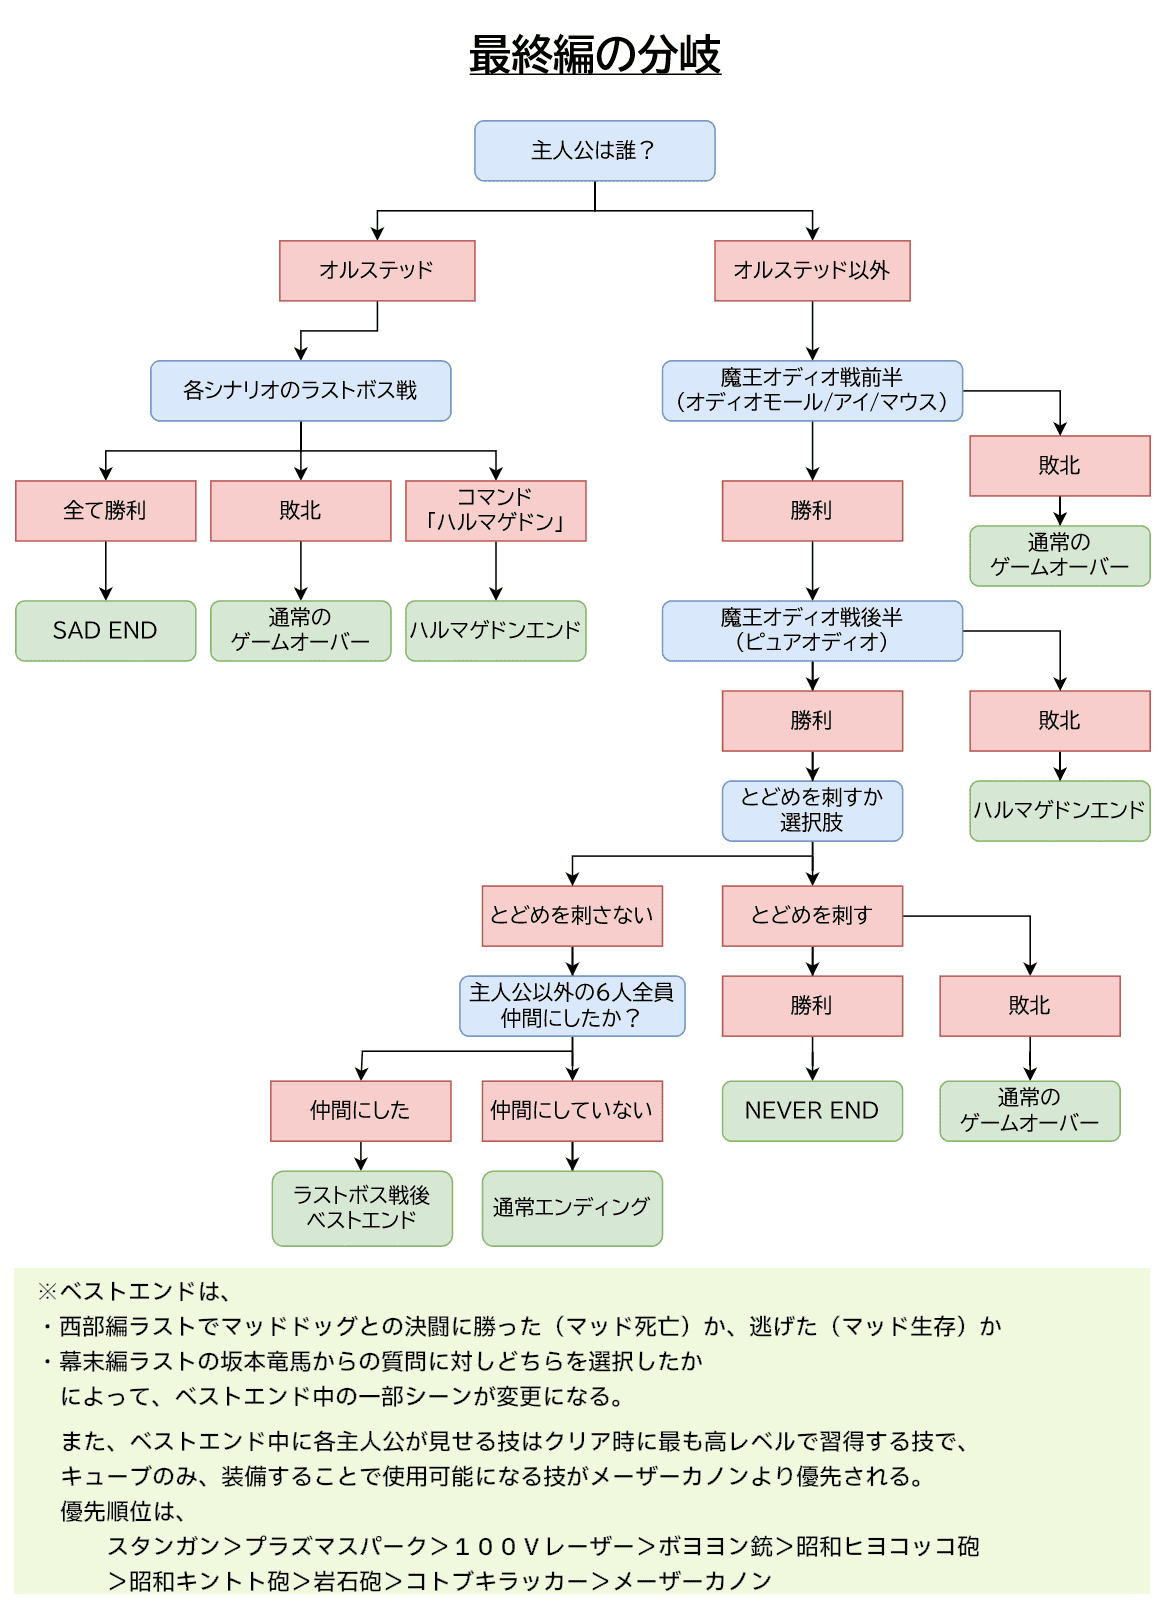 最終編の分岐
主人公は誰？
オルステッド
オルステッド以外
各シナリオのラストボス戦
魔王オディオ戦前半
（オディオモール/アイ/マウス）
敗北
全て勝利
敗北
コマンド
「ハルマゲドン」
勝利
通常の
ゲームオーバー
SAD END
通常の
ゲームオーバー
ハルマゲドンエンド
魔王オディオ戦後半
（ピュアオディオ）
勝利
敗北
とどめを刺すか
選択肢
ハルマゲドンエンド
とどめを刺さない
とどめを刺す
主人公以外の6人全員
仲間にしたか？
勝利
敗北
仲間にした
仲間にしていない
NEVER END
通常の
ゲームオーバー
ラストボス戦後
ベストエンド
通常エンディング
※ベストエンドは、
・西部編ラストでマッドドッグとの決闘に勝った（マッド死亡）か、逃げた（マッド生存）か
・幕末編ラストの坂本竜馬からの質問に対しどちらを選択したか
によって、ベストエンド中の一部シーンが変更になる。
また、ベストエンド中に各主人公が見せる技はクリア時に最も高レベルで習得する技で、
キューブのみ、装備することで使用可能になる技がメーザーカノンより優先される。
優先順位は、
スタンガン＞プラズマスパーク＞１００Ｖレーザー＞ボヨヨン銃＞昭和ヒヨコッコ砲
＞昭和キントト砲＞岩石砲＞コトブキラッカー＞メーザーカノン